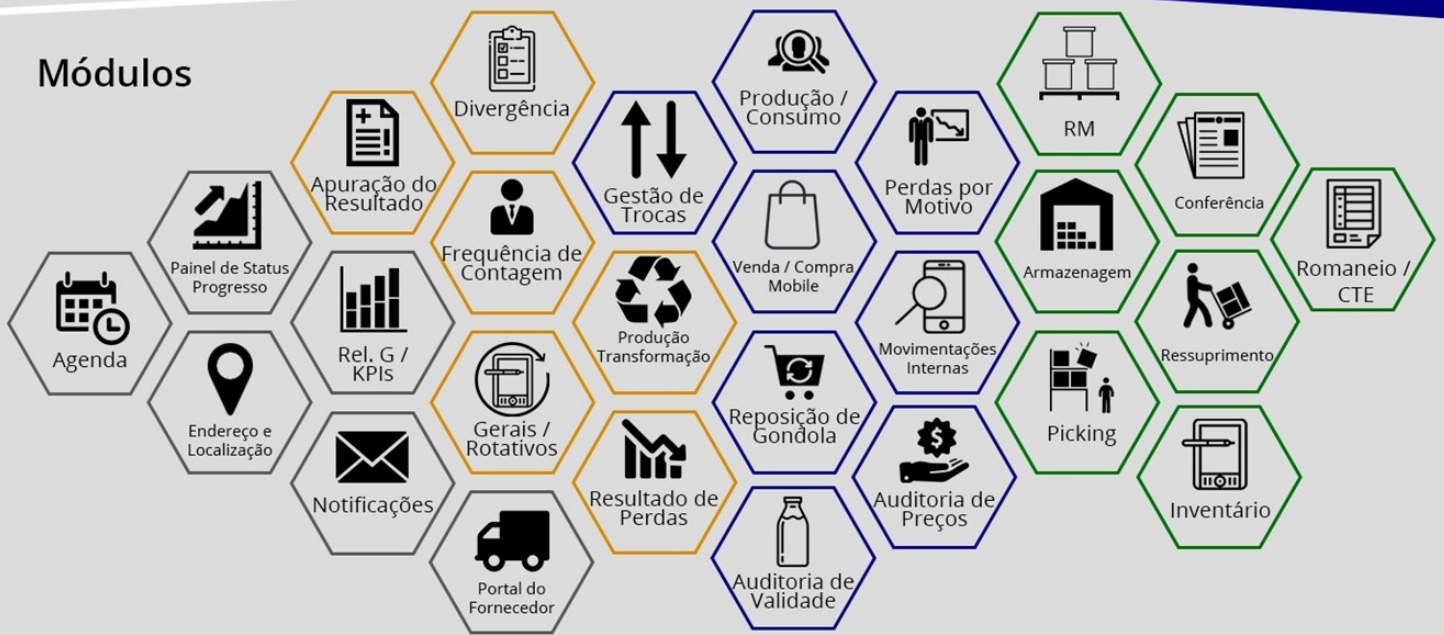 Módulos
Agenda
Painel de Status
Progresso
Endereço e
Localização
Apuração do
Resultado
Rel. G /
KPIs
Notificações
Divergência
Frequência de
Contagem
Gerais /
Rotativos
Portal do
Fornecedor
Gestão de
Trocas
Produção
Transformação
Resultado de
Perdas
Produção /
Consumo
Venda / Compra
Mobile
Reposição de
Gondola
Auditoria de
Validade
Perdas por
Motivo
Movimentações
Internas
Auditoria de
Preços
RM
Armazenagem
Picking
Conferência
Ressuprimento
Inventário
Romaneio /
CTE